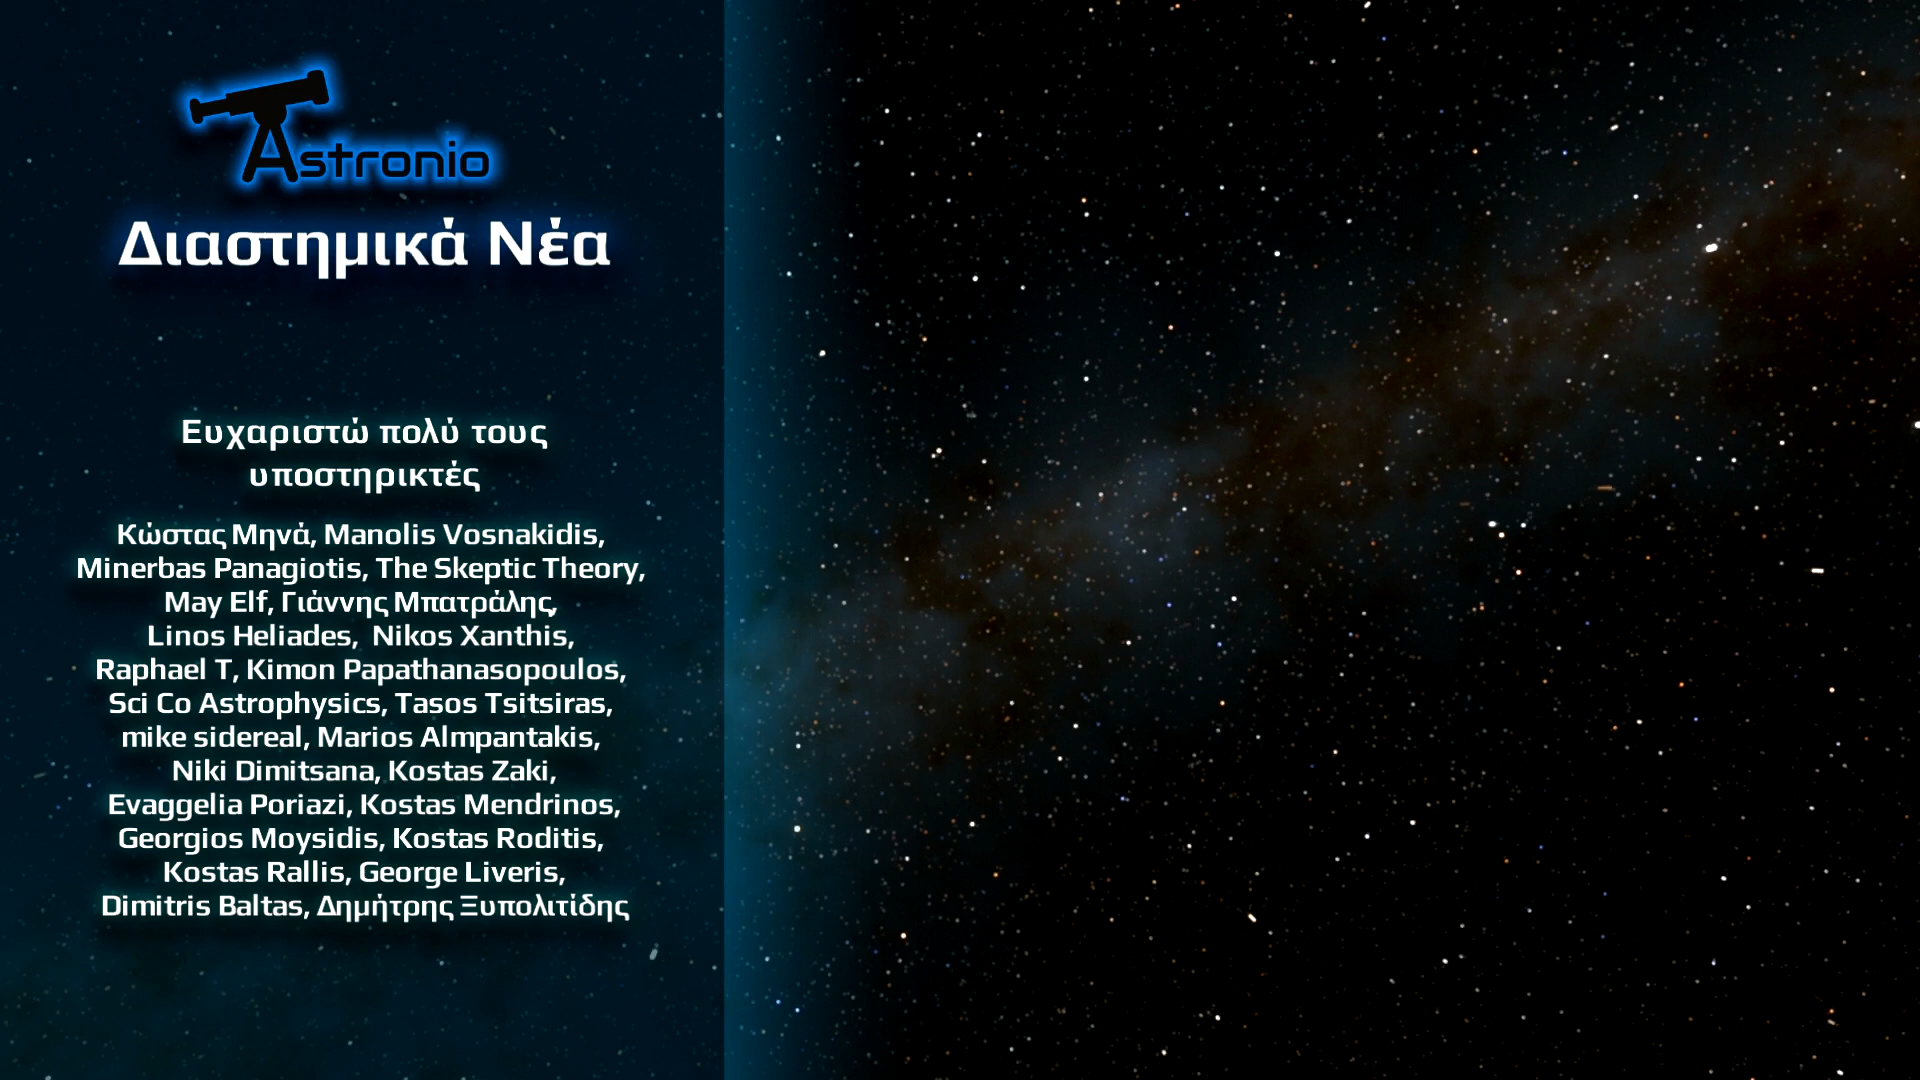 Astronio
Διαστημικά Νέα
Ευχαριστώ πολύ τους
υποστηρικτές
Κώστας Μηνά, Manolis Vosnakidis,
Minerbas Panagiotis, The Skeptic Theory,
May Elf, Γιάννης Μπατράλης,
Linos Heliades, Nikos Xanthis,
Raphael T, Kimon Papathanasopoulos,
Sci Co Astrophysics, Tasos Tsitsiras,
mike sidereal, Marios Almpantakis,
Niki Dimitsana, Kostas Zaki,
Evaggelia Poriazi, Kostas Mendrinos,
Georgios Moysidis, Kostas Roditis,
Kostas Rallis, George Liveris,
Dimitris Baltas, Δημήτρης Ξυπολιτίδης